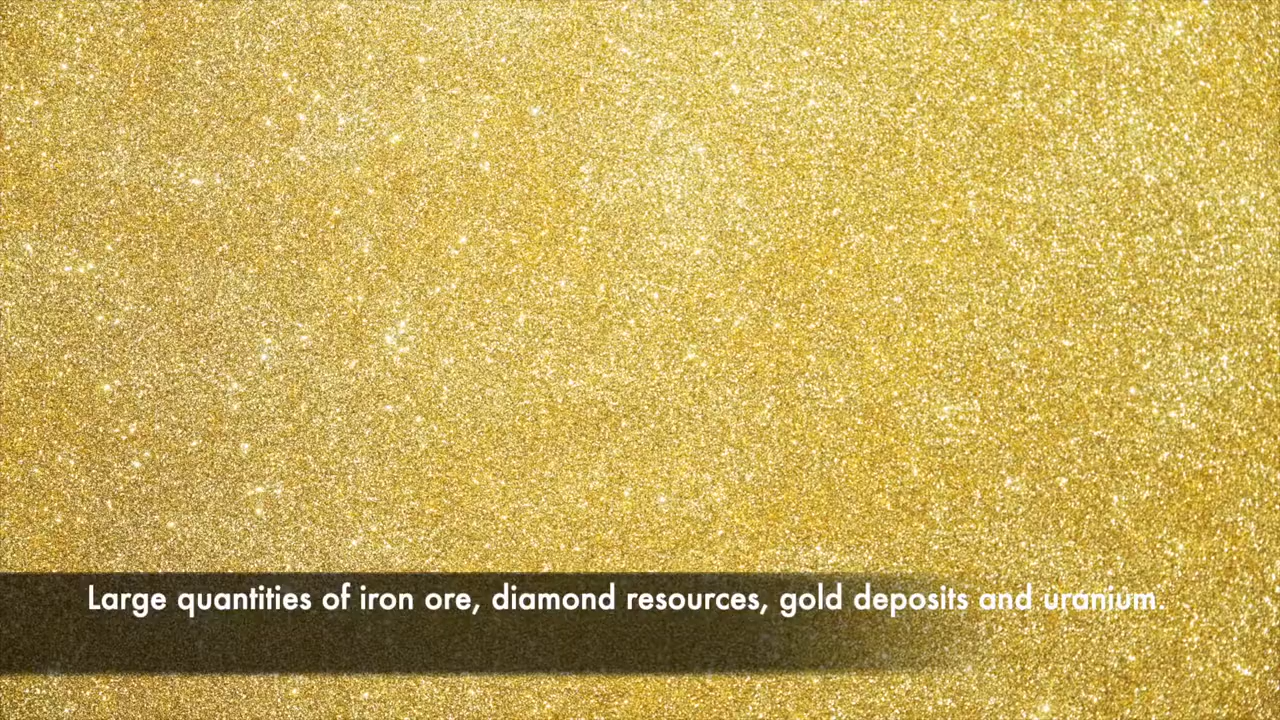 Large quantities of iron ore, diamond resources, gold deposits and uranium.